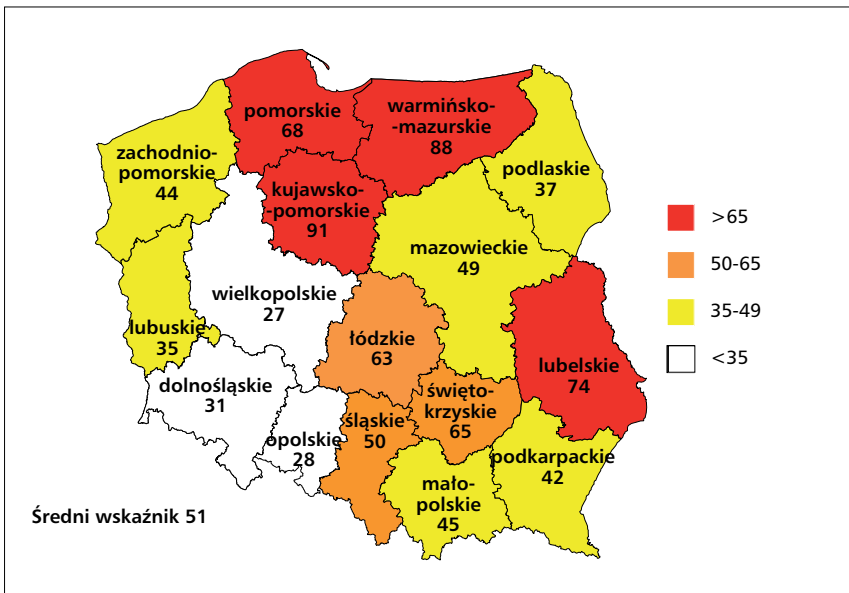 pomorskie
68
warmińsko-
-mazurskie
88
zachodnio-
pomorskie
44
podlaskie
37
kujawsko-
-pomorskie
91
mazowieckie
49
wielkopolskie
27
lubuskie
35
łódzkie
63
lubelskie
74
dolnośląskie
31
święto-
krzyskie
65
śląskie
50
opolskie
28
podkarpackie
42
mało-
polskie
45
Średni wskaźnik 51
>65
50-65
35-49
<35